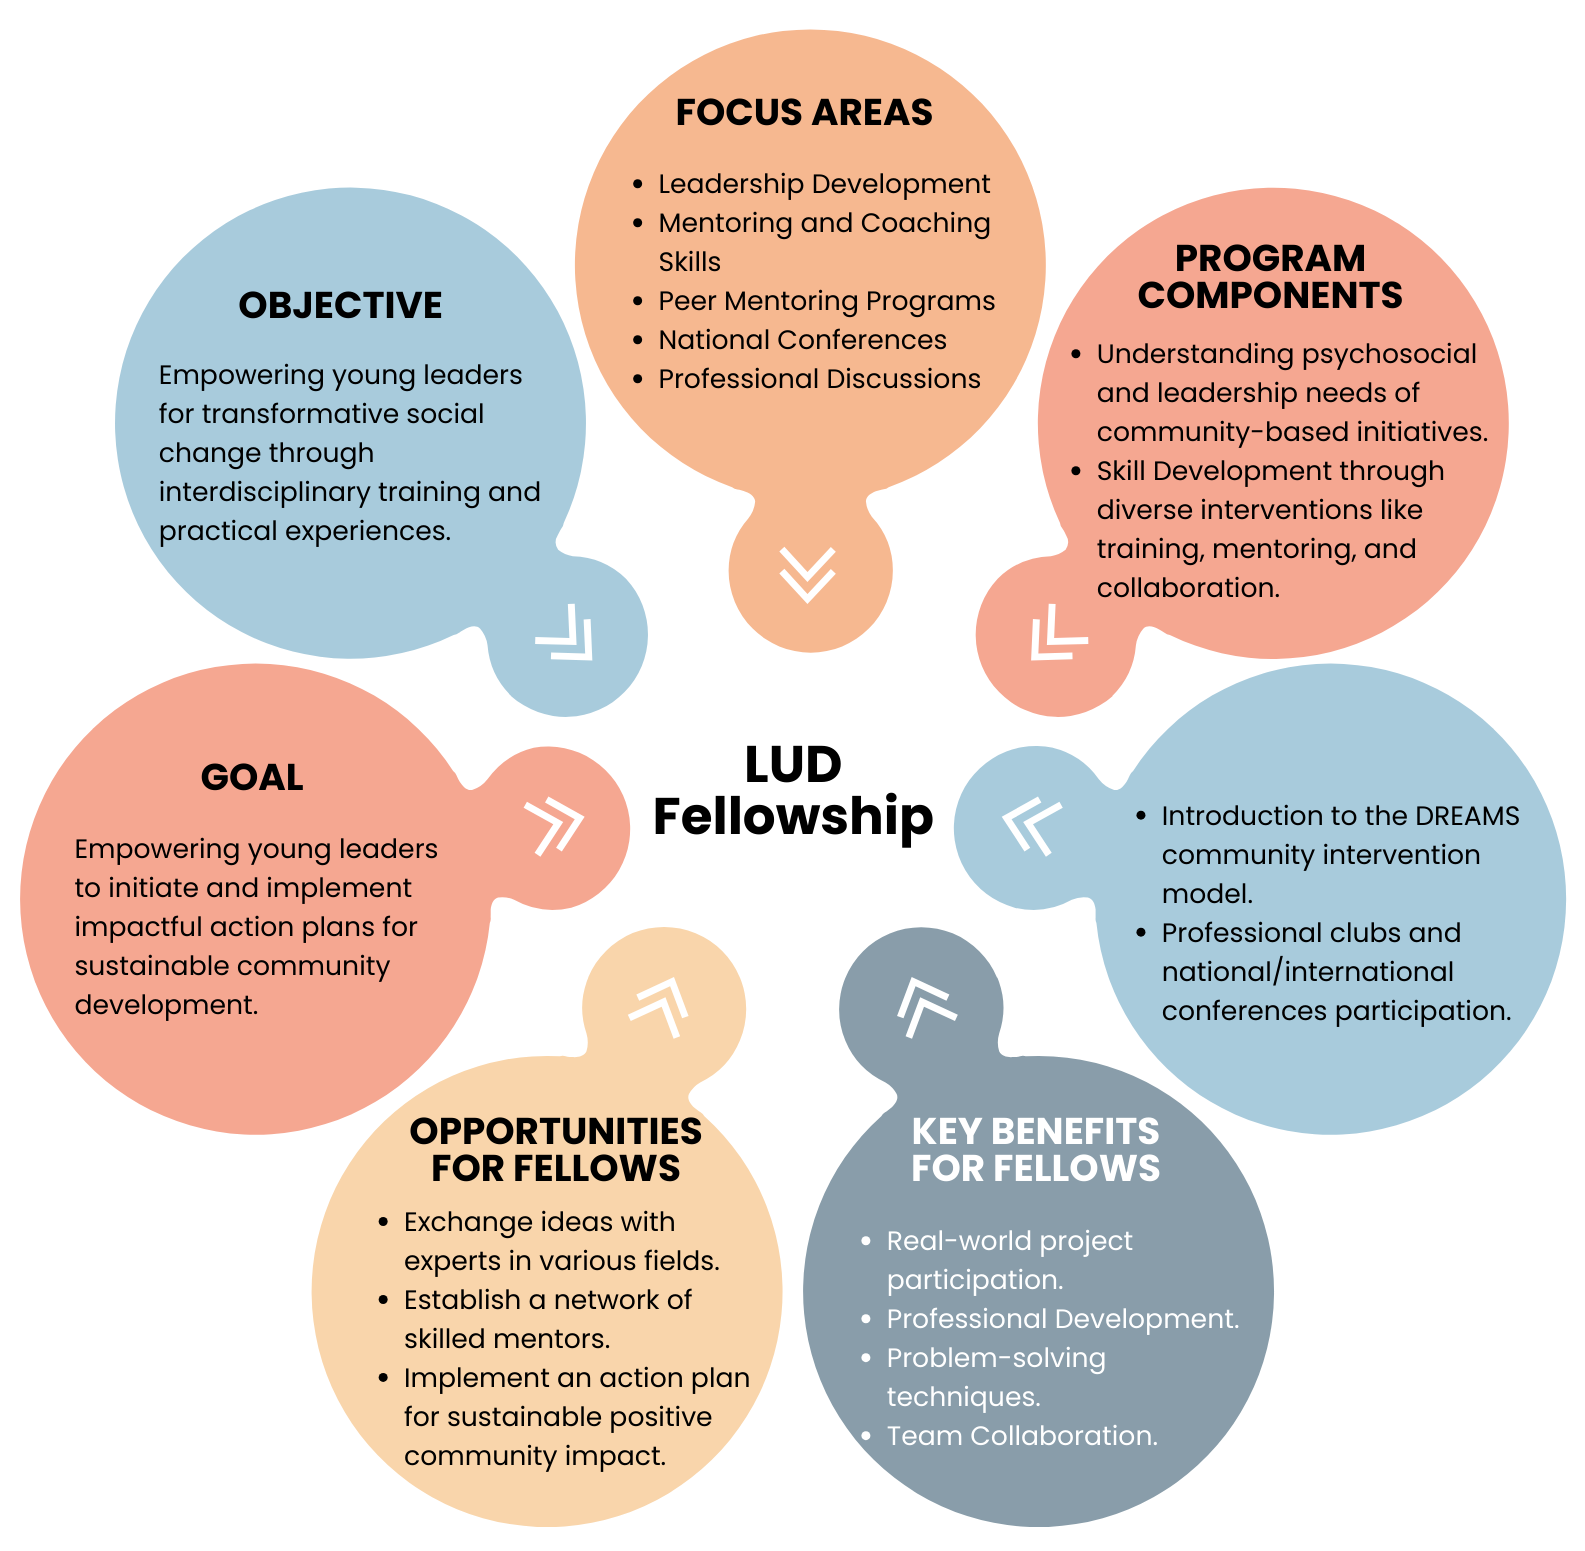 FOCUS AREAS
• Leadership Development
• Mentoring and Coaching
Skills
• Peer Mentoring Programs
• National Conferences
• Professional Discussions
OBJECTIVE
Empowering young leaders
for transformative social
change through
interdisciplinary training and
practical experiences.
PROGRAM
COMPONENTS
• Understanding psychosocial
and leadership needs of
community-based initiatives.
• Skill Development through
diverse interventions like
training, mentoring, and
collaboration.
LUD
Fellowship
GOAL
Empowering young leaders
to initiate and implement
impactful action plans for
sustainable community
development.
• Introduction to the DREAMS
community intervention
model.
• Professional clubs and
national/international
conferences participation.
OPPORTUNITIES
FOR FELLOWS
• Exchange ideas with
experts in various fields.
• Establish a network of
skilled mentors.
• Implement an action plan
for sustainable positive
community impact.
KEY BENEFITS
FOR FELLOWS
• Real-world project
participation.
• Professional Development.
• Problem-solving
techniques.
• Team Collaboration.